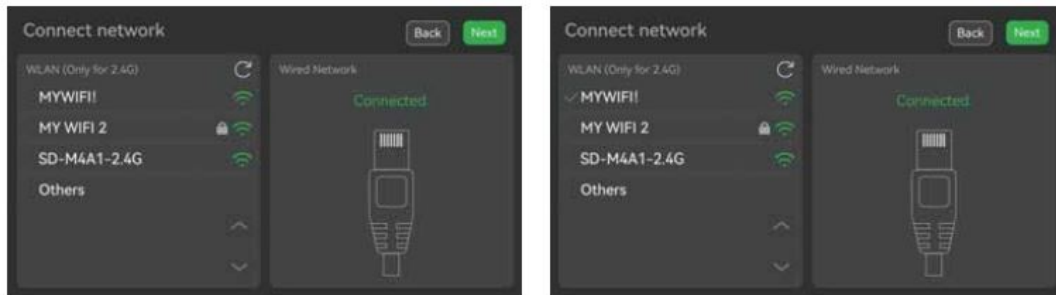 Connect network
Back
Next
WLAN (Only for 2.4G)
MYWIFI!
MY WIFI 2
SD-M4A1-2.4G
Others
Wired Network
Connected
Connect network
Back
Next
WLAN (Only for 2.4G)
MYWIFI!
MY WIFI 2
SD-M4A1-2.4G
Others
Wired Network
Connected